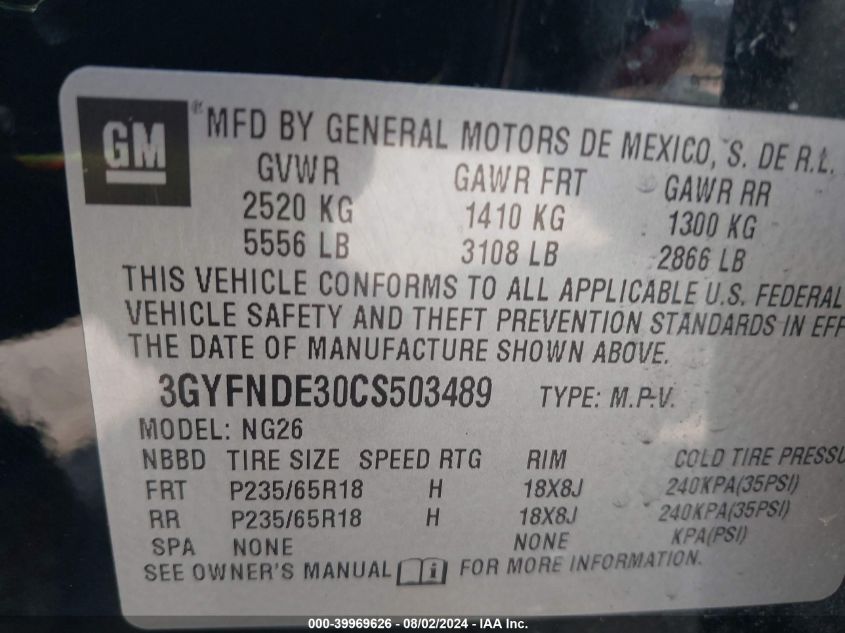 GM ® MFD BY GENERAL MOTORS DE MEXICO, S. DE R.L.
GVWR GAWR FRT GAWR RR
2520 KG 1410 KG 1300 KG
5556 LB 3108 LB 2866 LB
THIS VEHICLE CONFORMS TO ALL APPLICABLE U.S. FEDERAL
VEHICLE SAFETY AND THEFT PREVENTION STANDARDS IN EFF
THE DATE OF MANUFACTURE SHOWN ABOVE.
3GYFNDE30CS503489 TYPE: M.P.V.
MODEL: NG26
NBBD TIRE SIZE SPEED RTG RIM COLD TIRE PRESSU
FRT P235/65R18 H 18X8J 240KPA(35PSI)
RR P235/65R18 H 18X8J 240KPA(35PSI)
SPA NONE NONE KPA(PSI)
SEE OWNER'S MANUAL i FOR MORE INFORMATION.
000-39969626 - 08/02/2024 - IAA Inc.